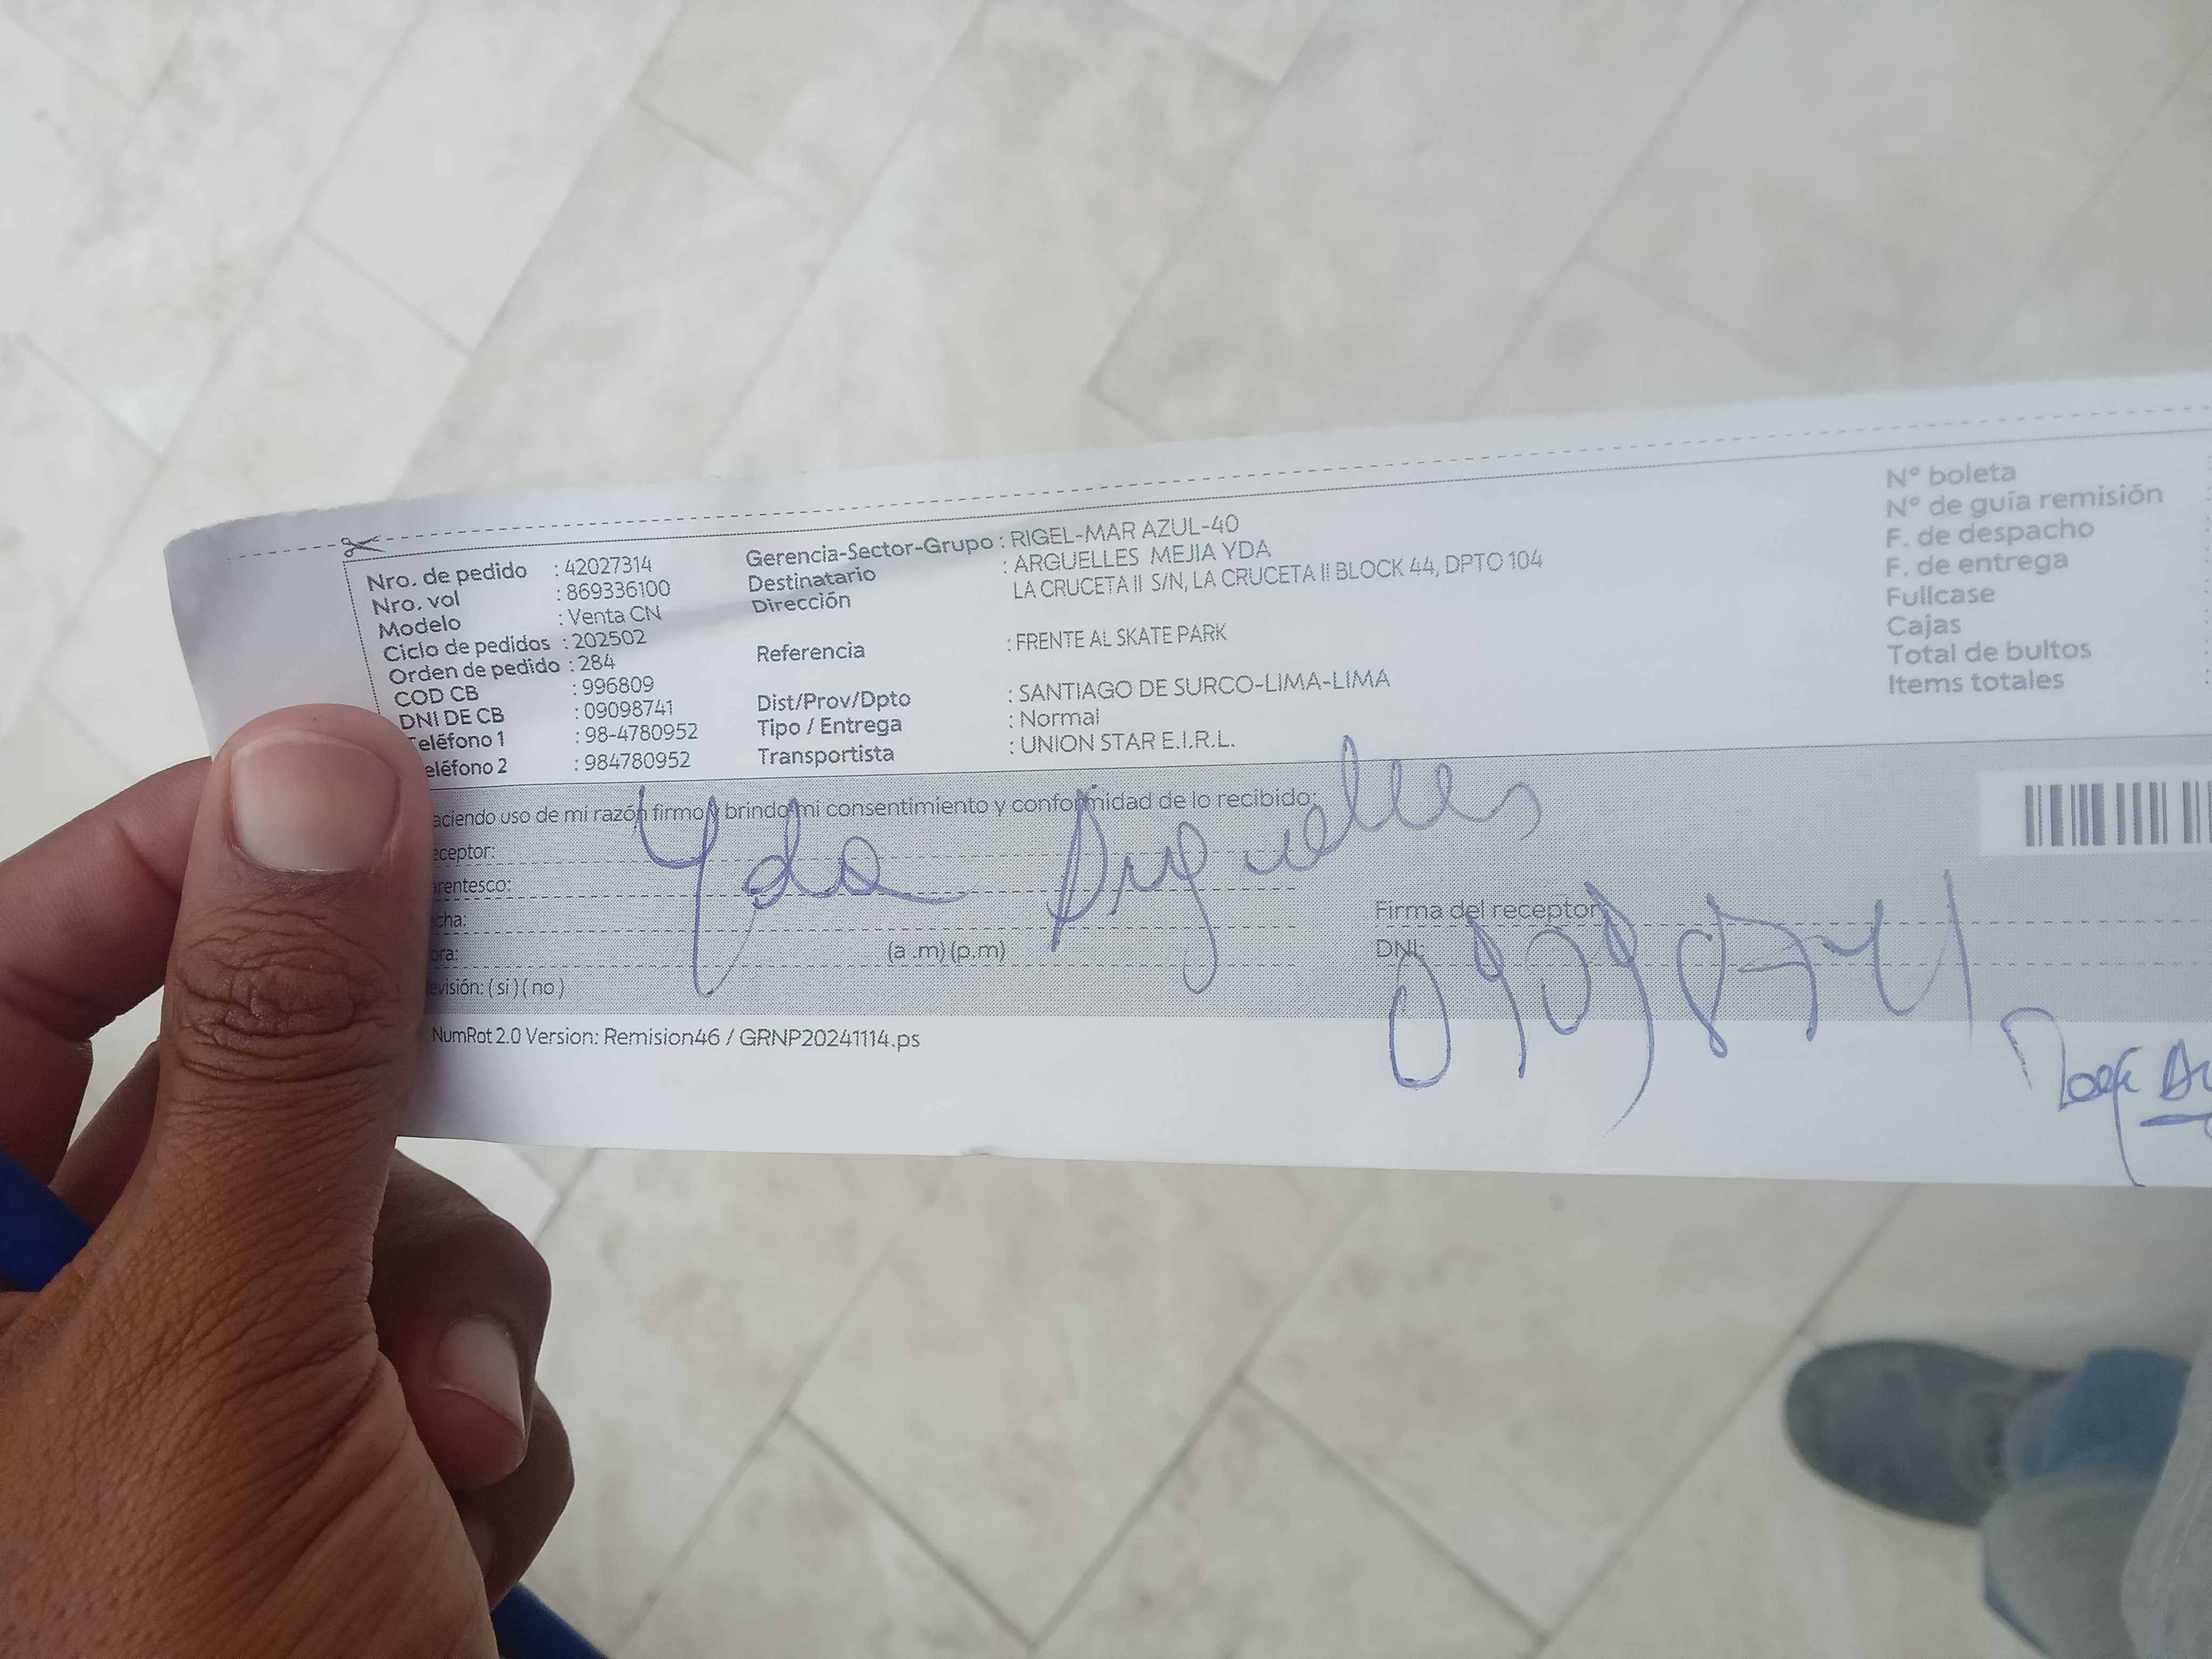 Nro. de pedido : 42027314
Nro. vol : 869336100
Modelo : Venta CN
Ciclo de pedidos : 202502
Orden de pedido : 284
COD CB : 996809
DNI DE CB : 09098741
eléfono 1 : 98-4780952
eléfono 2 : 984780952
Gerencia-Sector-Grupo : RIGEL-MAR AZUL-40
Destinatario : ARGUELLES MEJIA YDA
Dirección LA CRUCETA II S/N, LA CRUCETA II BLOCK 44, DPTO 104
Referencia : FRENTE AL SKATE PARK
Dist/Prov/Dpto : SANTIAGO DE SURCO-LIMA-LIMA
Tipo / Entrega : Normal
Transportista : UNION STAR E.I.R.L.
N° boleta
N° de guía remisión
F. de despacho
F. de entrega
Fullcase
Cajas
Total de bultos
Items totales
aciendo uso de mi razón firmo y brindo mi consentimiento y conformidad de lo recibido:
eceptor:
rentesco:
cha:
ora: (a .m) (p.m)
evisión: ( si ) ( no )
Yda Arguelles
Firma del receptor
DNI: 09098741
NumRot 2.0 Version: Remision46 / GRNP20241114.ps